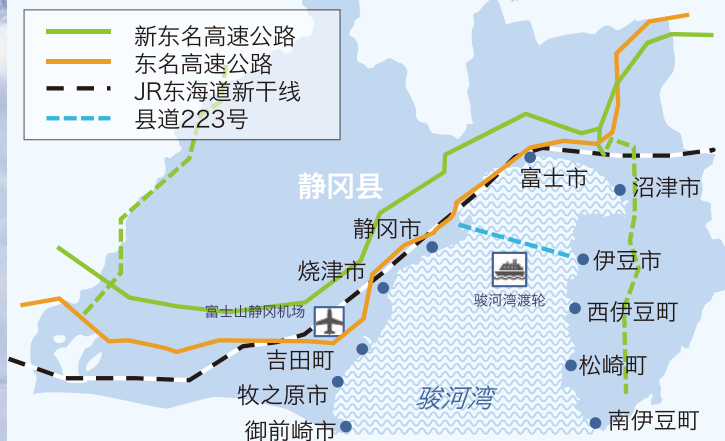 新东名高速公路
东名高速公路
JR东海道新干线
县道223号
静冈县
富士市
沼津市
静冈市
伊豆市
烧津市
骏河湾渡轮
富士山静冈机场
西伊豆町
吉田町
松崎町
牧之原市
骏河湾
南伊豆町
御前崎市